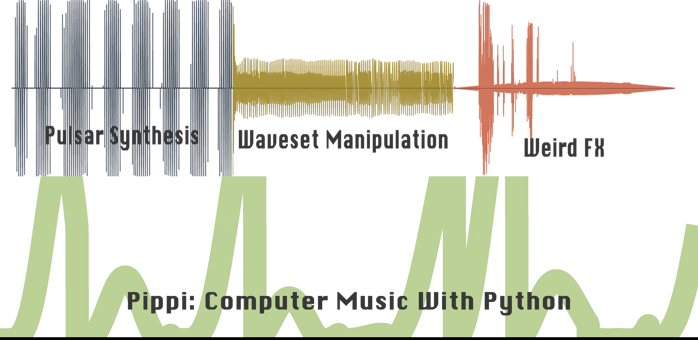 Pulsar Synthesis
Waveset Manipulation
Weird FX
Pippi: Computer Music With Python